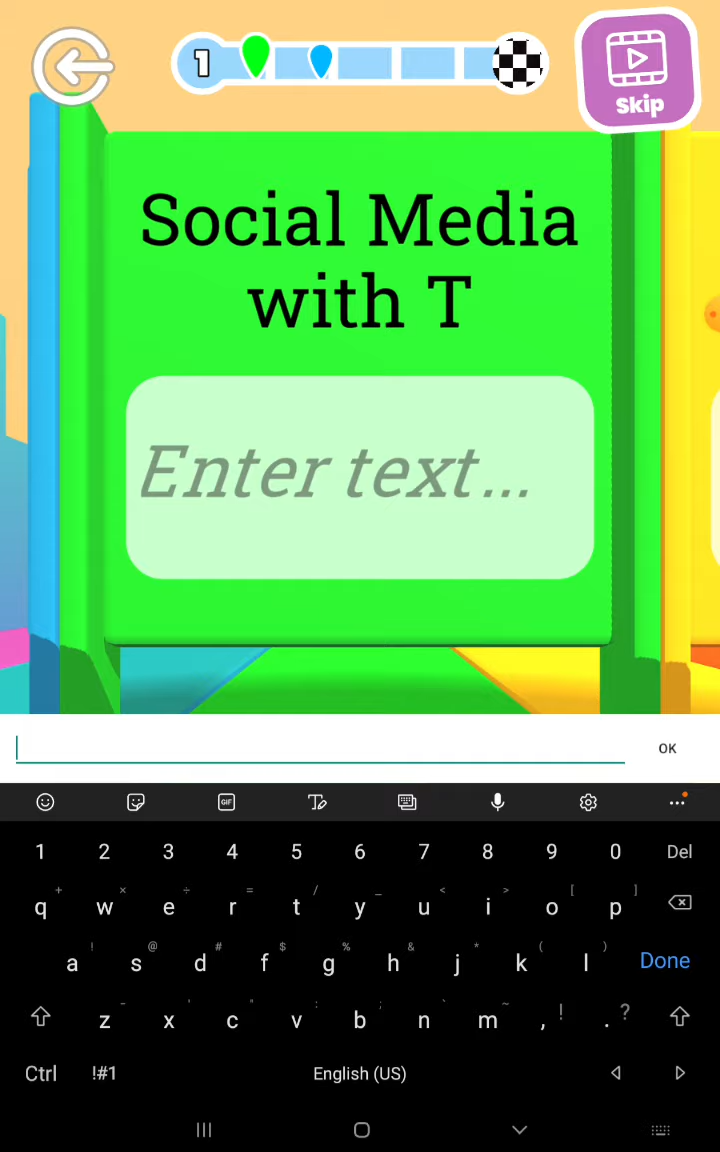 1
Skip
Social Media
with T
Enter text...
OK
GIF
1 2 3 4 5 6 7 8 9 0 Del
+ × ÷ = / _ < > [ ]
q w e r t y u i o p
! @ # $ % & * ( )
a s d f g h j k l Done
- ' " : ; ` ~ ! ?
z x c v b n m , .
Ctrl !#1 English (US)